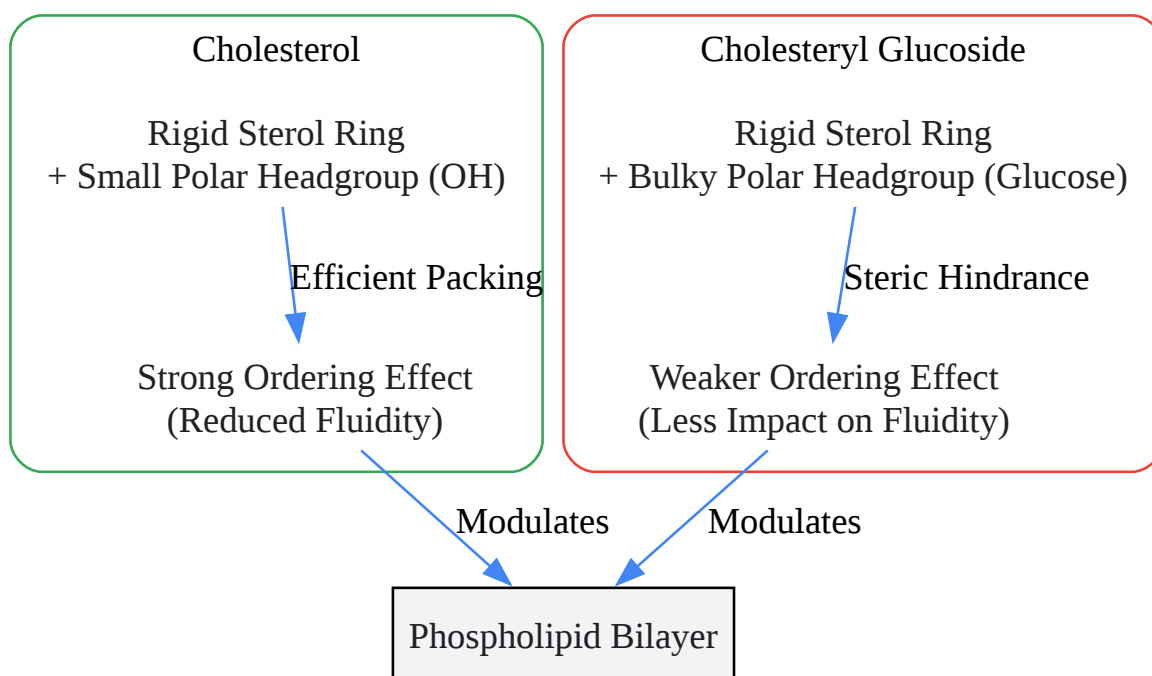 Cholesterol
Rigid Sterol Ring
+ Small Polar Headgroup (OH)
Efficient Packing
Strong Ordering Effect
(Reduced Fluidity)
Cholesteryl Glucoside
Rigid Sterol Ring
+ Bulky Polar Headgroup (Glucose)
Steric Hindrance
Weaker Ordering Effect
(Less Impact on Fluidity)
Modulates
Modulates
Phospholipid Bilayer